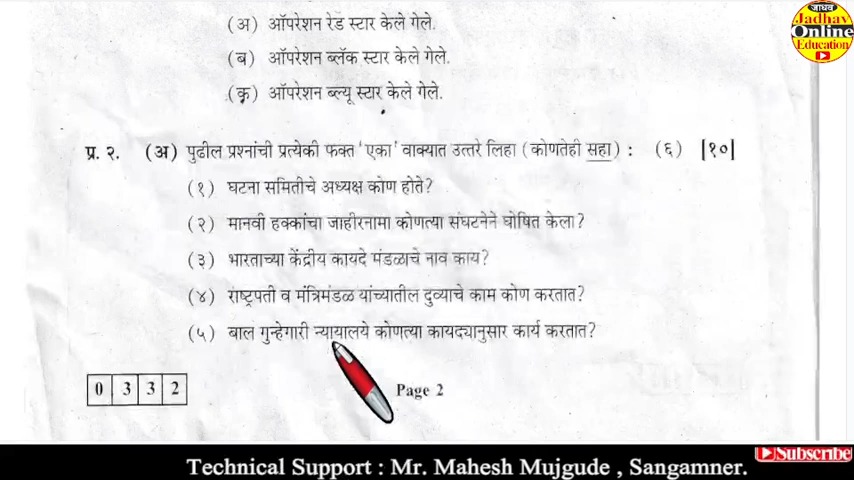 जाधव
Jadhav
Online
Education
(अ) ऑपरेशन रेड स्टार केले गेले.
(ब) ऑपरेशन ब्लॅक स्टार केले गेले.
(क) ऑपरेशन ब्ल्यू स्टार केले गेले.
प्र. २. (अ) पुढील प्रश्नांची प्रत्येकी फक्त 'एका' वाक्यात उत्तरे लिहा (कोणतेही सहा) : (६) [१०]
(१) घटना समितीचे अध्यक्ष कोण होते?
(२) मानवी हक्कांचा जाहीरनामा कोणत्या संघटनेने घोषित केला?
(३) भारताच्या केंद्रीय कायदे मंडळाचे नाव काय?
(४) राष्ट्रपती व मंत्रिमंडळ यांच्यातील दुव्याचे काम कोण करतात?
(५) बाल गुन्हेगारी न्यायालये कोणत्या कायद्यानुसार कार्य करतात?
0 3 3 2 Page 2
Subscribe
Technical Support : Mr. Mahesh Mujgude , Sangamner.